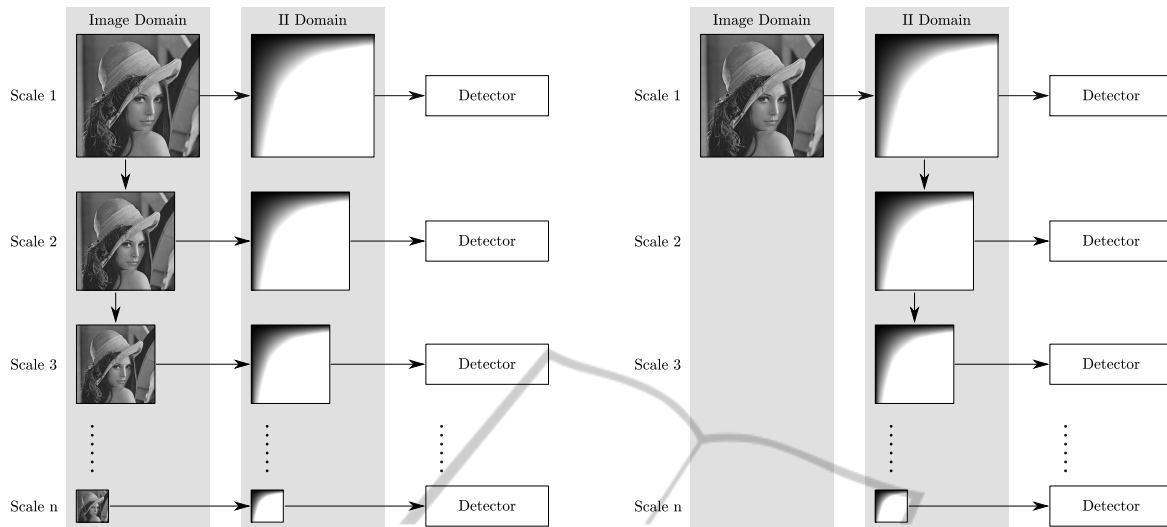 Image Domain
II Domain
Scale 1
Detector
Scale 2
Detector
Scale 3
Detector
Scale n
Detector
Image Domain
II Domain
Scale 1
Detector
Scale 2
Detector
Scale 3
Detector
Scale n
Detector